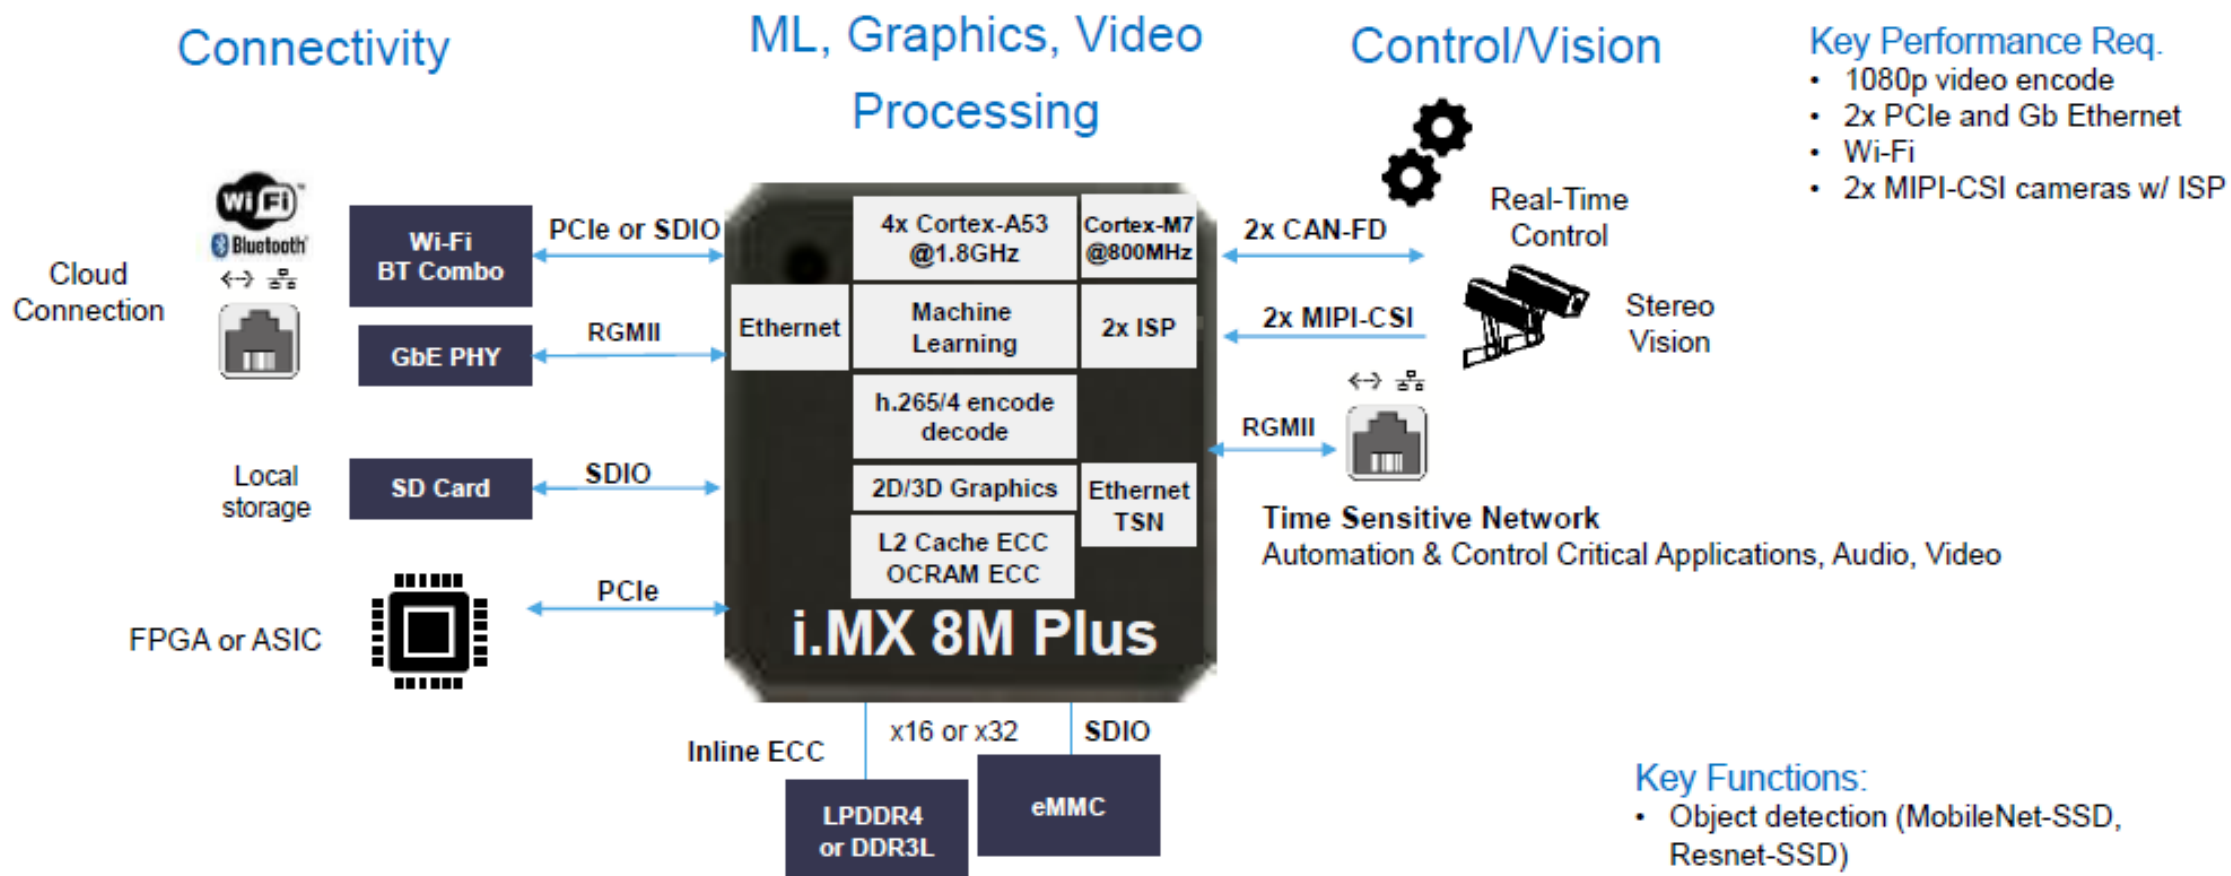 Connectivity
ML, Graphics, Video
Processing
Control/Vision
Key Performance Req.
• 1080p video encode
• 2x PCIe and Gb Ethernet
• Wi-Fi
• 2x MIPI-CSI cameras w/ ISP
Cloud
Connection
WiFi™
Bluetooth
Wi-Fi
BT Combo
PCIe or SDIO
GbE PHY
RGMII
Local
storage
SD Card
SDIO
FPGA or ASIC
PCIe
4x Cortex-A53
@1.8GHz
Cortex-M7
@800MHz
Ethernet
Machine
Learning
2x ISP
h.265/4 encode
decode
2D/3D Graphics
Ethernet
TSN
L2 Cache ECC
OCRAM ECC
i.MX 8M Plus
2x CAN-FD
Real-Time
Control
2x MIPI-CSI
Stereo
Vision
RGMII
Time Sensitive Network
Automation & Control Critical Applications, Audio, Video
Inline ECC
x16 or x32
SDIO
LPDDR4
or DDR3L
eMMC
Key Functions:
• Object detection (MobileNet-SSD,
Resnet-SSD)